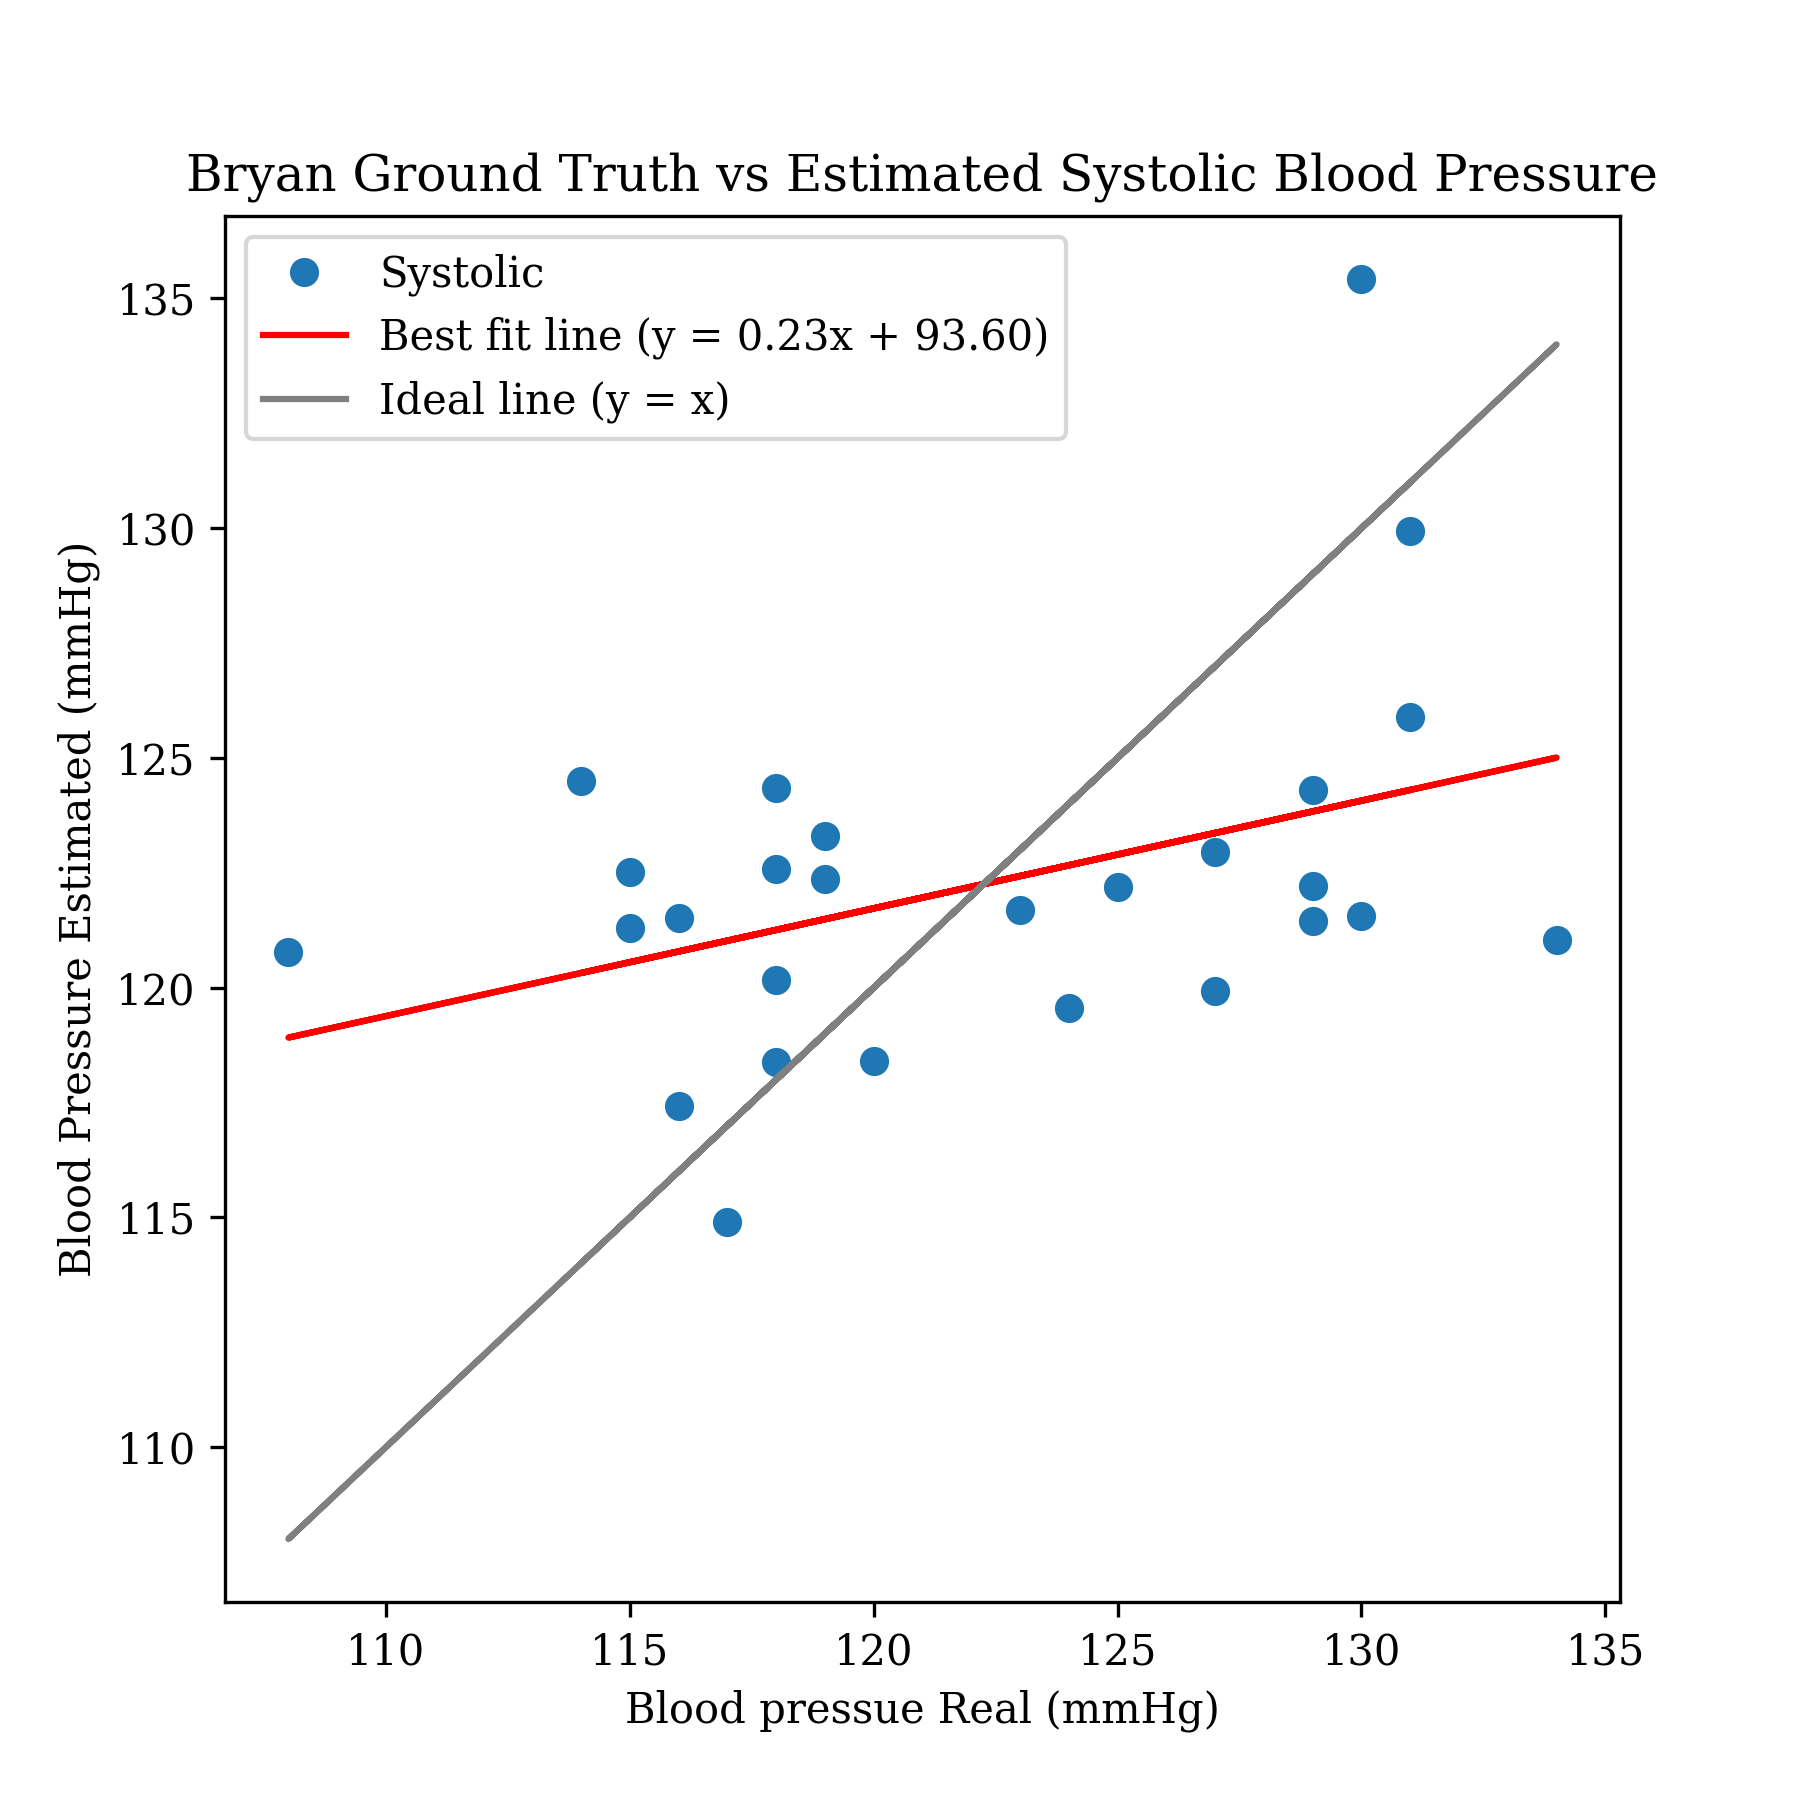 Bryan Ground Truth vs Estimated Systolic Blood Pressure
Systolic
Best fit line (y = 0.23x + 93.60)
Ideal line (y = x)
135
130
125
120
115
110
Blood Pressure Estimated (mmHg)
110 115 120 125 130 135
Blood pressue Real (mmHg)